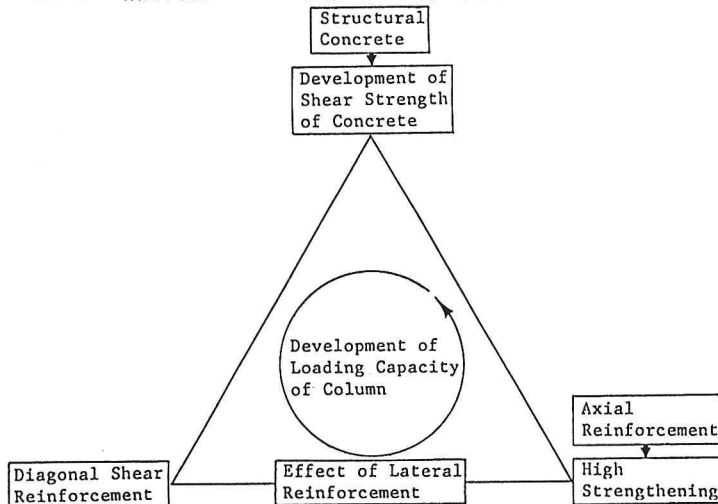 Structural
Concrete
Development of
Shear Strength
of Concrete
Development of
Loading Capacity
of Column
Axial
Reinforcement
Diagonal Shear
Reinforcement
Effect of Lateral
Reinforcement
High
Strengthening